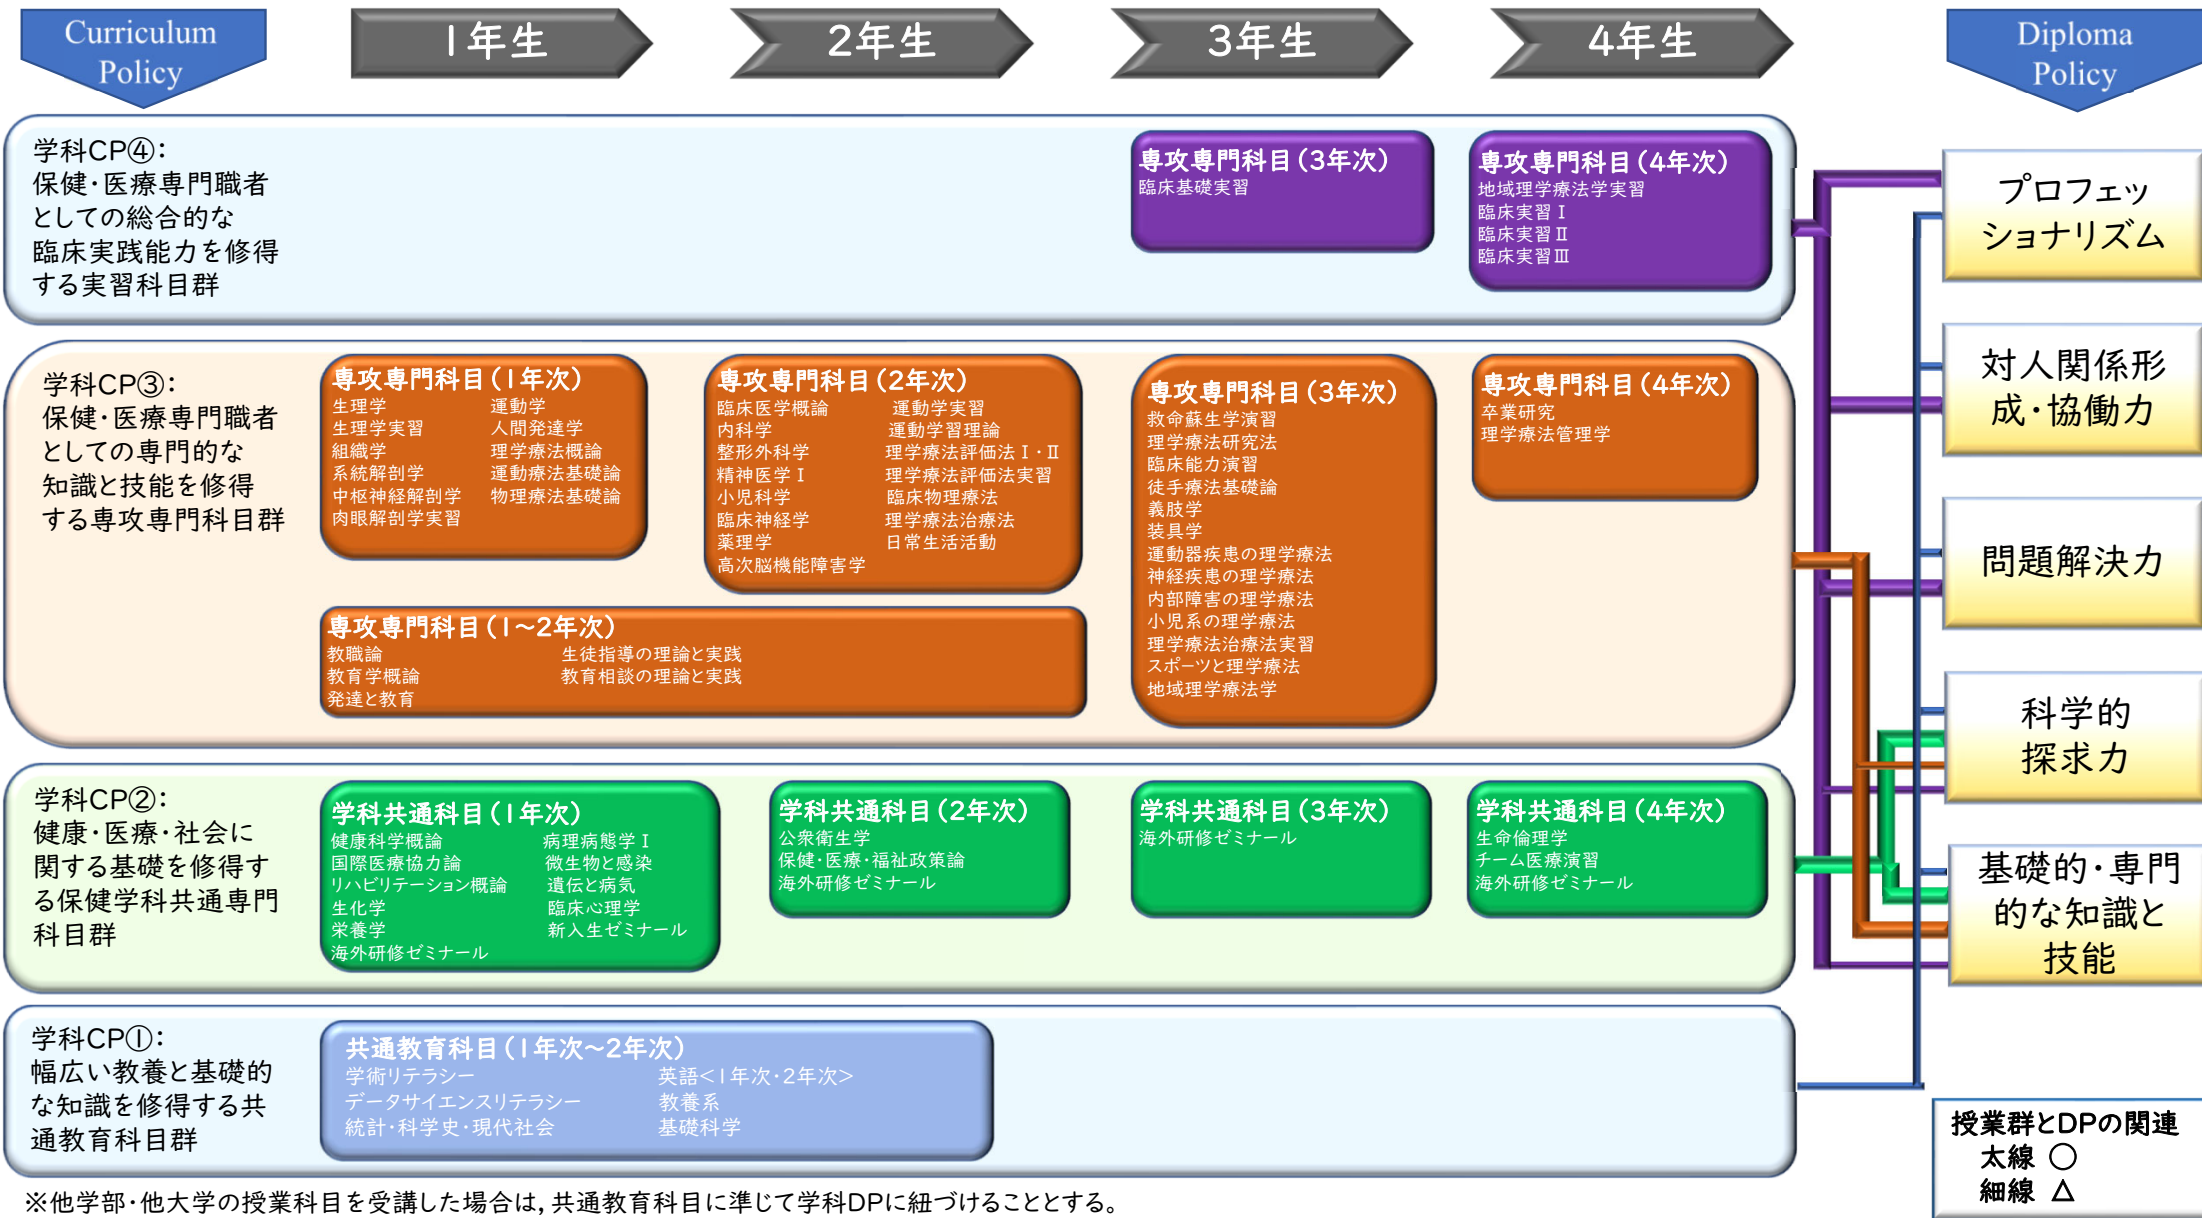 Curriculum
Policy
1年生
2年生
3年生
4年生
Diploma
Policy
学科CP④:
保健・医療専門職者
としての総合的な
臨床実践能力を修得
する実習科目群
専攻専門科目(3年次)
臨床基礎実習
専攻専門科目(4年次)
地域理学療法学実習
臨床実習Ⅰ
臨床実習Ⅱ
臨床実習Ⅲ
学科CP③:
保健・医療専門職者
としての専門的な
知識と技能を修得
する専攻専門科目群
専攻専門科目(1年次)
生理学
生理学実習
組織学
系統解剖学
中枢神経解剖学
肉眼解剖学実習
運動学
人間発達学
理学療法概論
運動療法基礎論
物理療法基礎論
専攻専門科目(2年次)
臨床医学概論
内科学
整形外科学
精神医学Ⅰ
小児科学
臨床神経学
薬理学
高次脳機能障害学
運動学実習
運動学習理論
理学療法評価法Ⅰ・Ⅱ
理学療法評価法実習
臨床物理療法
理学療法治療法
日常生活活動
専攻専門科目(1~2年次)
教職論
教育学概論
発達と教育
生徒指導の理論と実践
教育相談の理論と実践
専攻専門科目(3年次)
救命蘇生学演習
理学療法研究法
臨床能力演習
徒手療法基礎論
義肢学
装具学
運動器疾患の理学療法
神経疾患の理学療法
内部障害の理学療法
小児系の理学療法
理学療法治療法実習
スポーツと理学療法
地域理学療法学
専攻専門科目(4年次)
卒業研究
理学療法管理学
学科CP②:
健康・医療・社会に
関する基礎を修得す
る保健学科共通専門
科目群
学科共通科目(1年次)
健康科学概論
国際医療協力論
リハビリテーション概論
生化学
栄養学
海外研修ゼミナール
病理病態学Ⅰ
微生物と感染
遺伝と病気
臨床心理学
新入生ゼミナール
学科共通科目(2年次)
公衆衛生学
保健・医療・福祉政策論
海外研修ゼミナール
学科共通科目(3年次)
海外研修ゼミナール
学科共通科目(4年次)
生命倫理学
チーム医療演習
海外研修ゼミナール
学科CP①:
幅広い教養と基礎的
な知識を修得する共
通教育科目群
共通教育科目(1年次~2年次)
学術リテラシー
データサイエンスリテラシー
統計・科学史・現代社会
英語<1年次・2年次>
教養系
基礎科学
プロフェッ
ショナリズム
対人関係形
成・協働力
問題解決力
科学的
探求力
基礎的・専門
的な知識と
技能
授業群とDPの関連
太線 ○
細線 △
※他学部・他大学の授業科目を受講した場合は,共通教育科目に準じて学科DPに紐づけることとする。